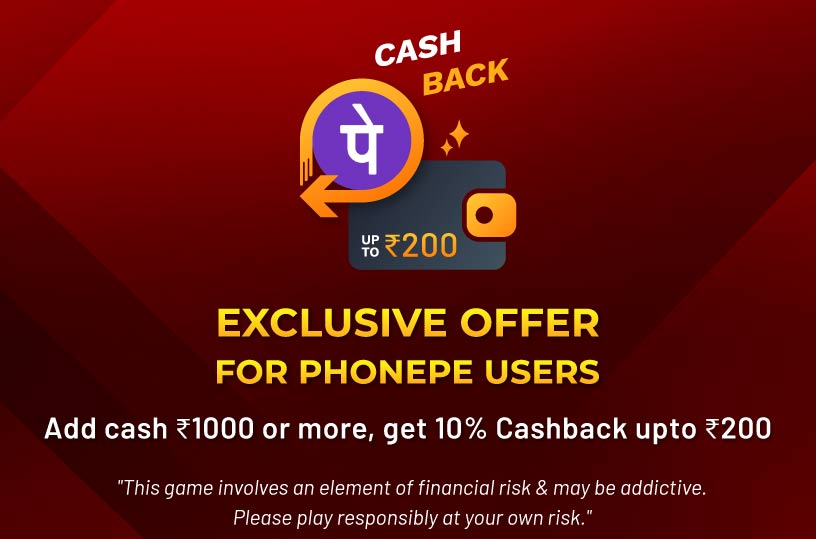 CASH
BACK
पे
UP
TO ₹200
EXCLUSIVE OFFER
FOR PHONEPE USERS
Add cash ₹1000 or more, get 10% Cashback upto ₹200
"This game involves an element of financial risk & may be addictive.
Please play responsibly at your own risk."